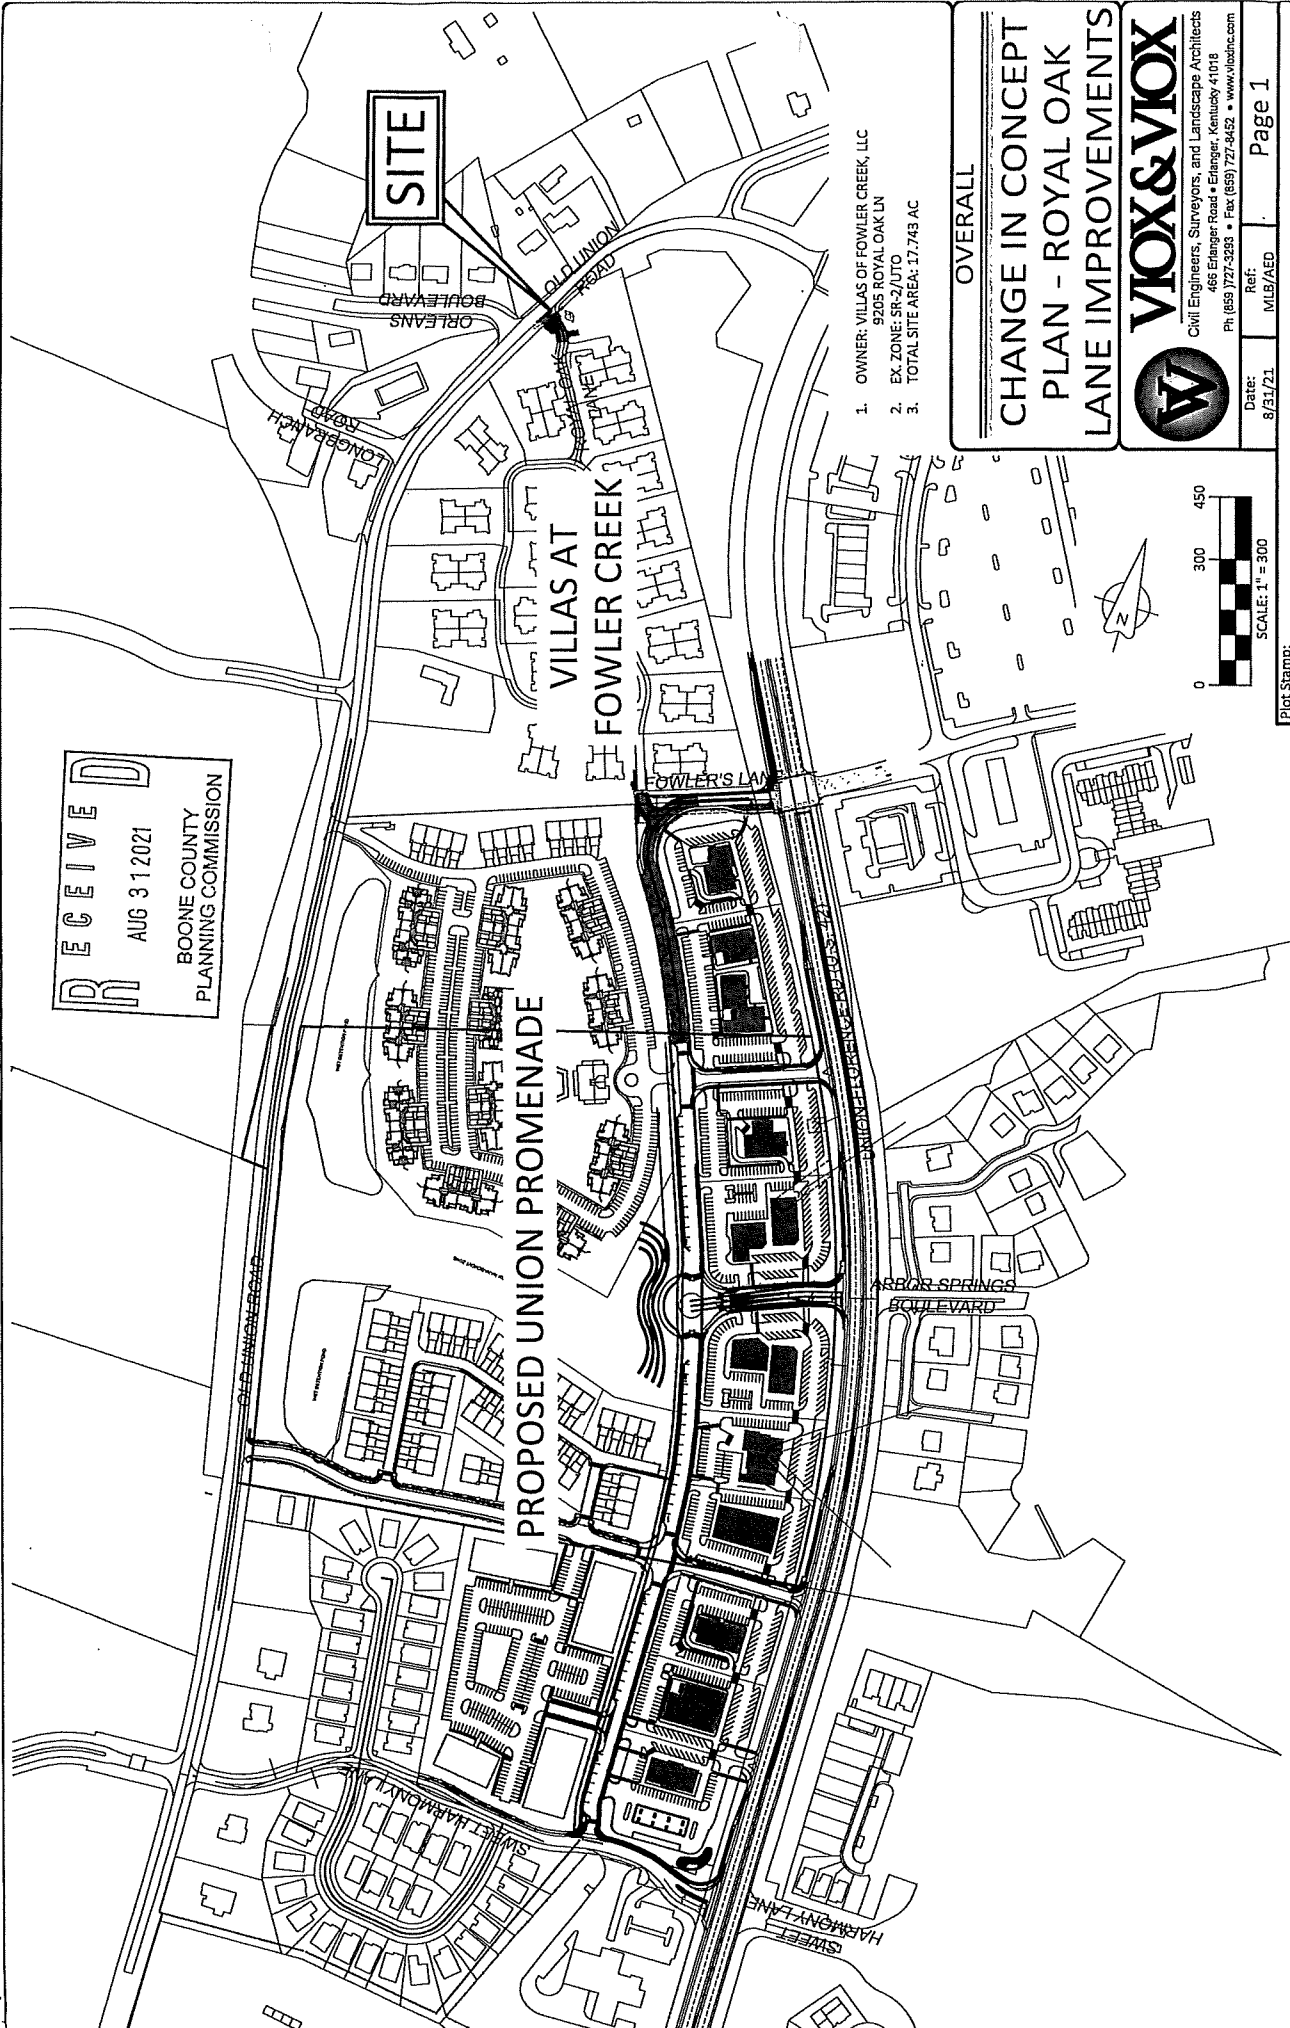 RECEIVED
AUG 31 2021
BOONE COUNTY
PLANNING COMMISSION
SITE
ORLEANS
BOULEVARD
OLD UNION
ROAD
LONGBRANCH
ROAD
ROYAL OAK
LANE
VILLAS AT
FOWLER CREEK
FOWLER'S LANE
PROPOSED UNION PROMENADE
OLD UNION ROAD
ARBOR SPRINGS
BOULEVARD
SWEET HARMONY LANE
SWEET
HARMONY LANE
1. OWNER: VILLAS OF FOWLER CREEK, LLC
9205 ROYAL OAK LN
2. EX. ZONE: SR-2/UTO
3. TOTAL SITE AREA: 17.743 AC
N
0 300 450
SCALE: 1" = 300
OVERALL
CHANGE IN CONCEPT
PLAN - ROYAL OAK
LANE IMPROVEMENTS
VIOX & VIOX
Civil Engineers, Surveyors, and Landscape Architects
466 Erlanger Road • Erlanger, Kentucky 41018
Ph (859 )727-3293 • Fax (859) 727-8452 • www.vioxinc.com
Date:
8/31/21
Ref:
MLB/AED
Page 1
Plot Stamp: